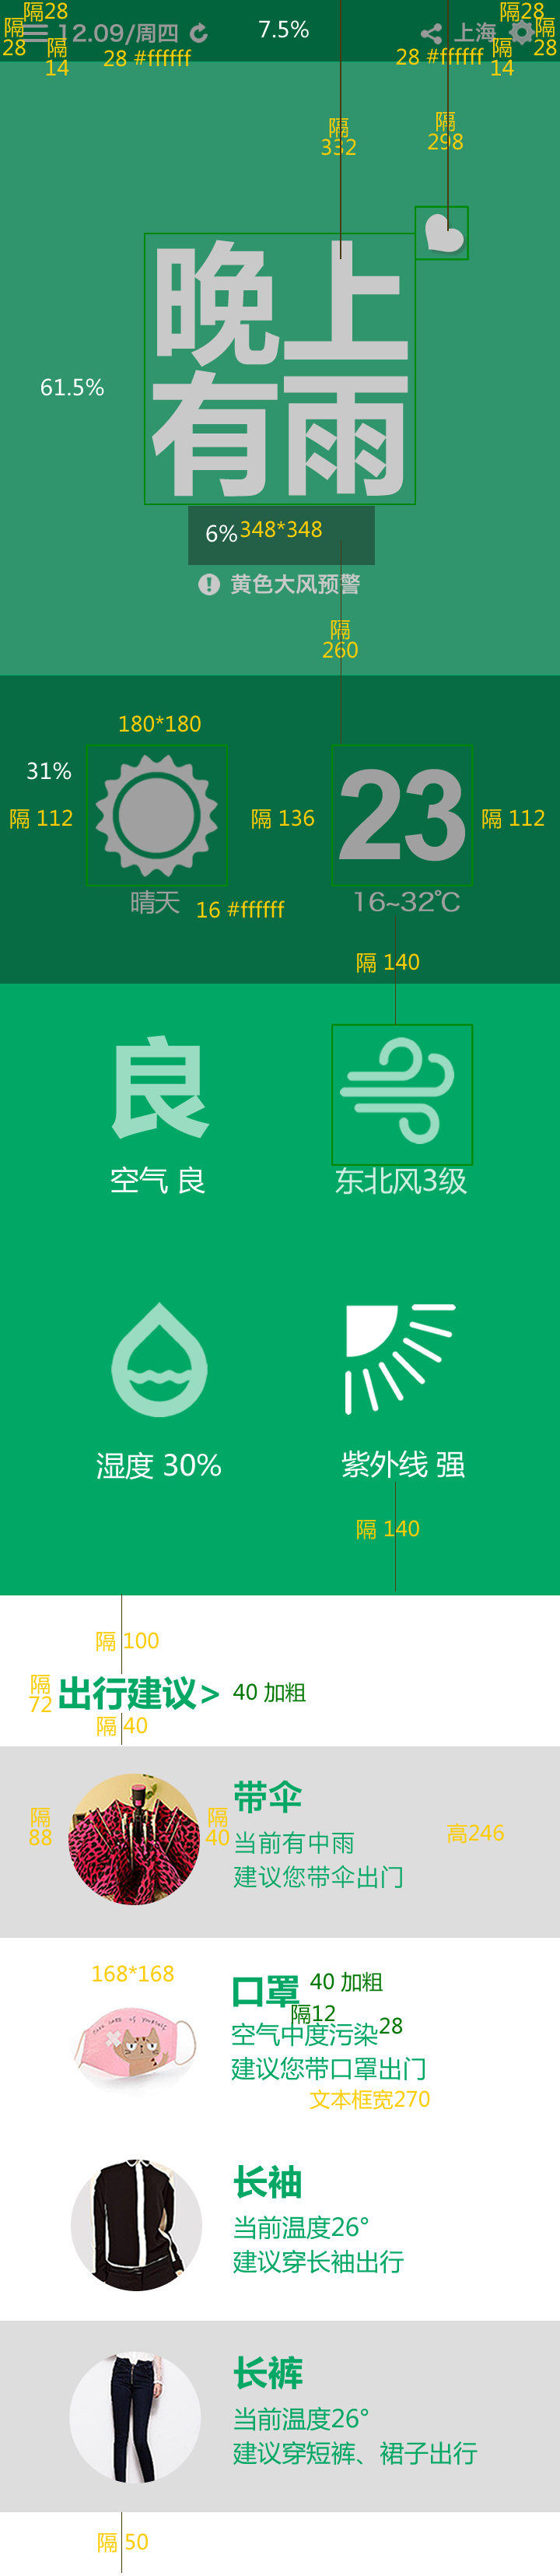 隔28
隔28
隔
28
12.09/周四
7.5%
上海
隔
28
隔
14
28 #ffffff
28 #ffffff
隔
14
隔
332
隔
298
晚上
有雨
61.5%
6%
348*348
黄色大风预警
隔
260
180*180
31%
隔 112
隔 136
23
隔 112
晴天
16 #ffffff
16~32℃
隔 140
良
空气 良
东北风3级
湿度 30%
紫外线 强
隔 140
隔 100
隔
72
出行建议>
40 加粗
隔 40
隔
88
隔
40
带伞
当前有中雨
建议您带伞出门
高246
168*168
口罩
40 加粗
隔12
空气中度污染
28
建议您带口罩出门
文本框宽270
长袖
当前温度26°
建议穿长袖出行
长裤
当前温度26°
建议穿短裤、裙子出行
隔 50